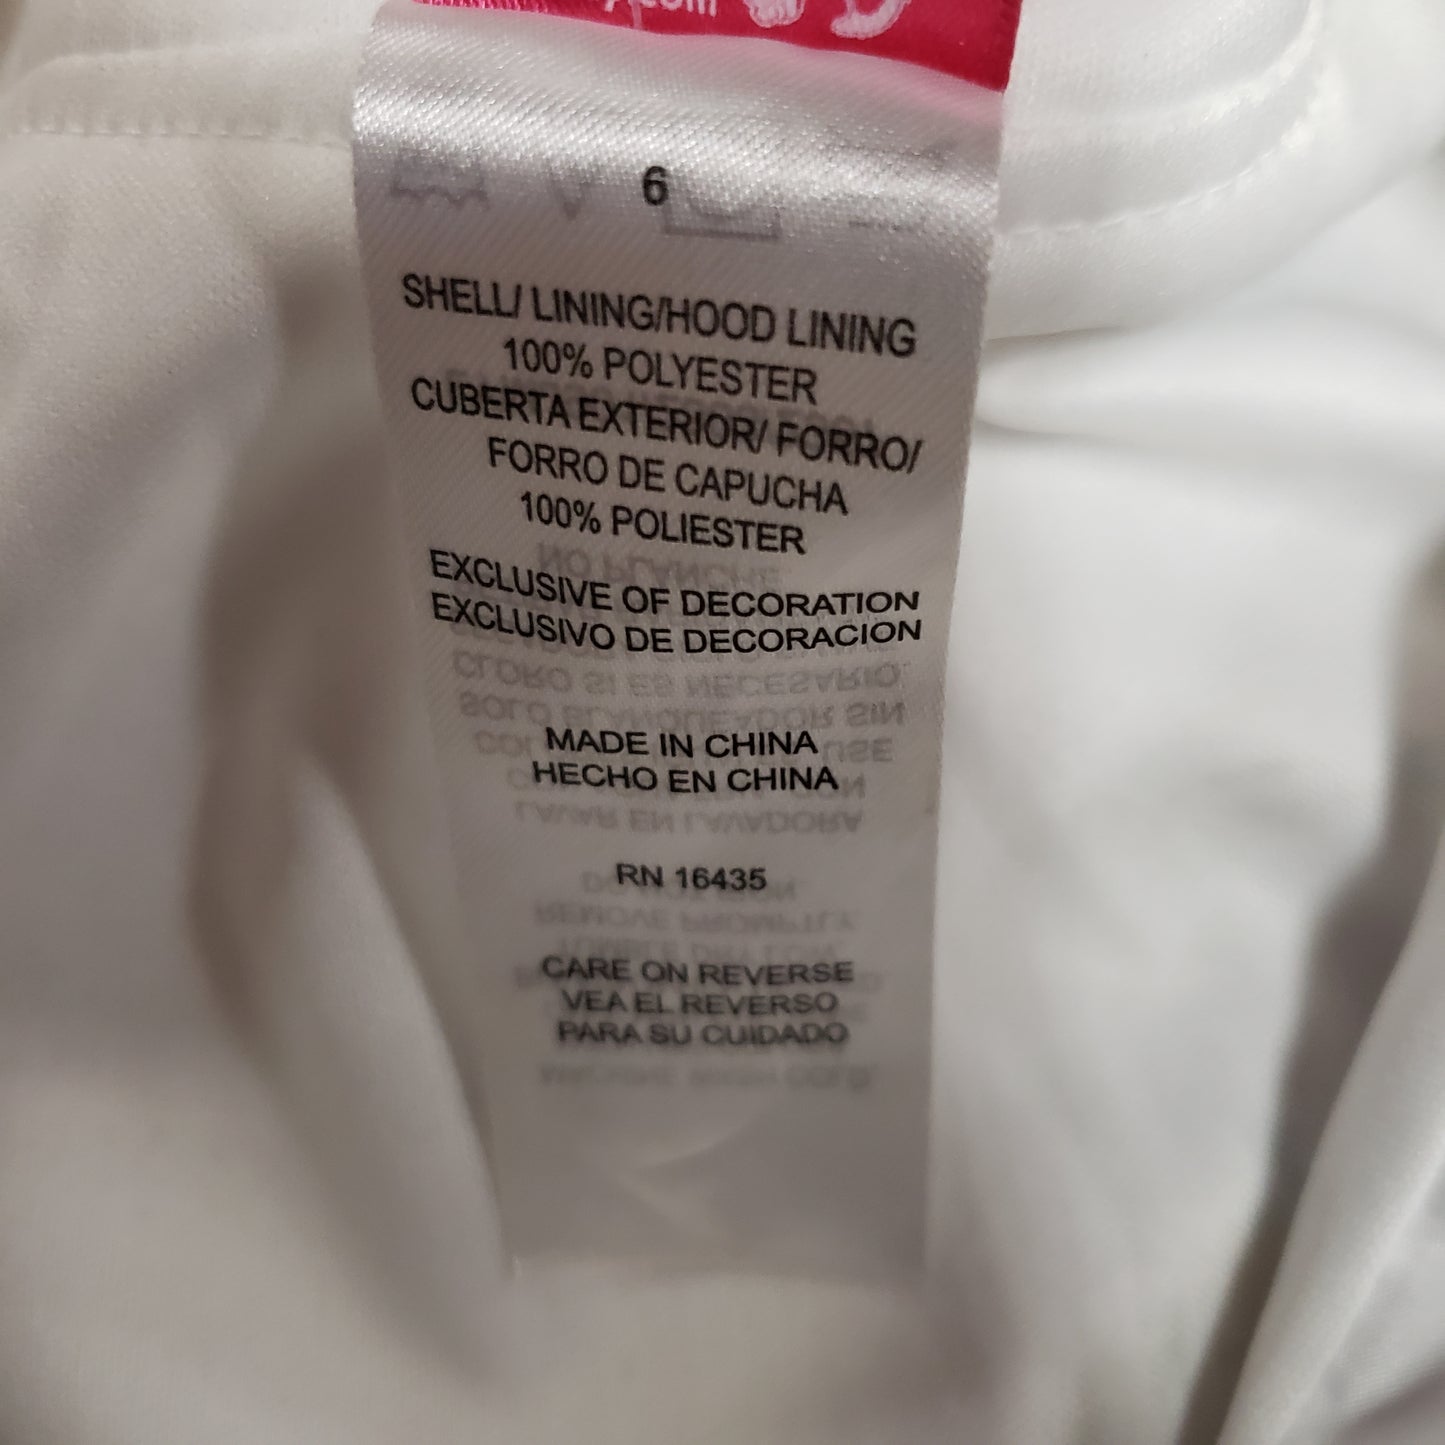 .com
6
SHELL/ LINING/HOOD LINING
100% POLYESTER
CUBERTA EXTERIOR/ FORRO/
FORRO DE CAPUCHA
100% POLIESTER
EXCLUSIVE OF DECORATION
EXCLUSIVO DE DECORACION
MADE IN CHINA
HECHO EN CHINA
RN 16435
CARE ON REVERSE
VEA EL REVERSO
PARA SU CUIDADO